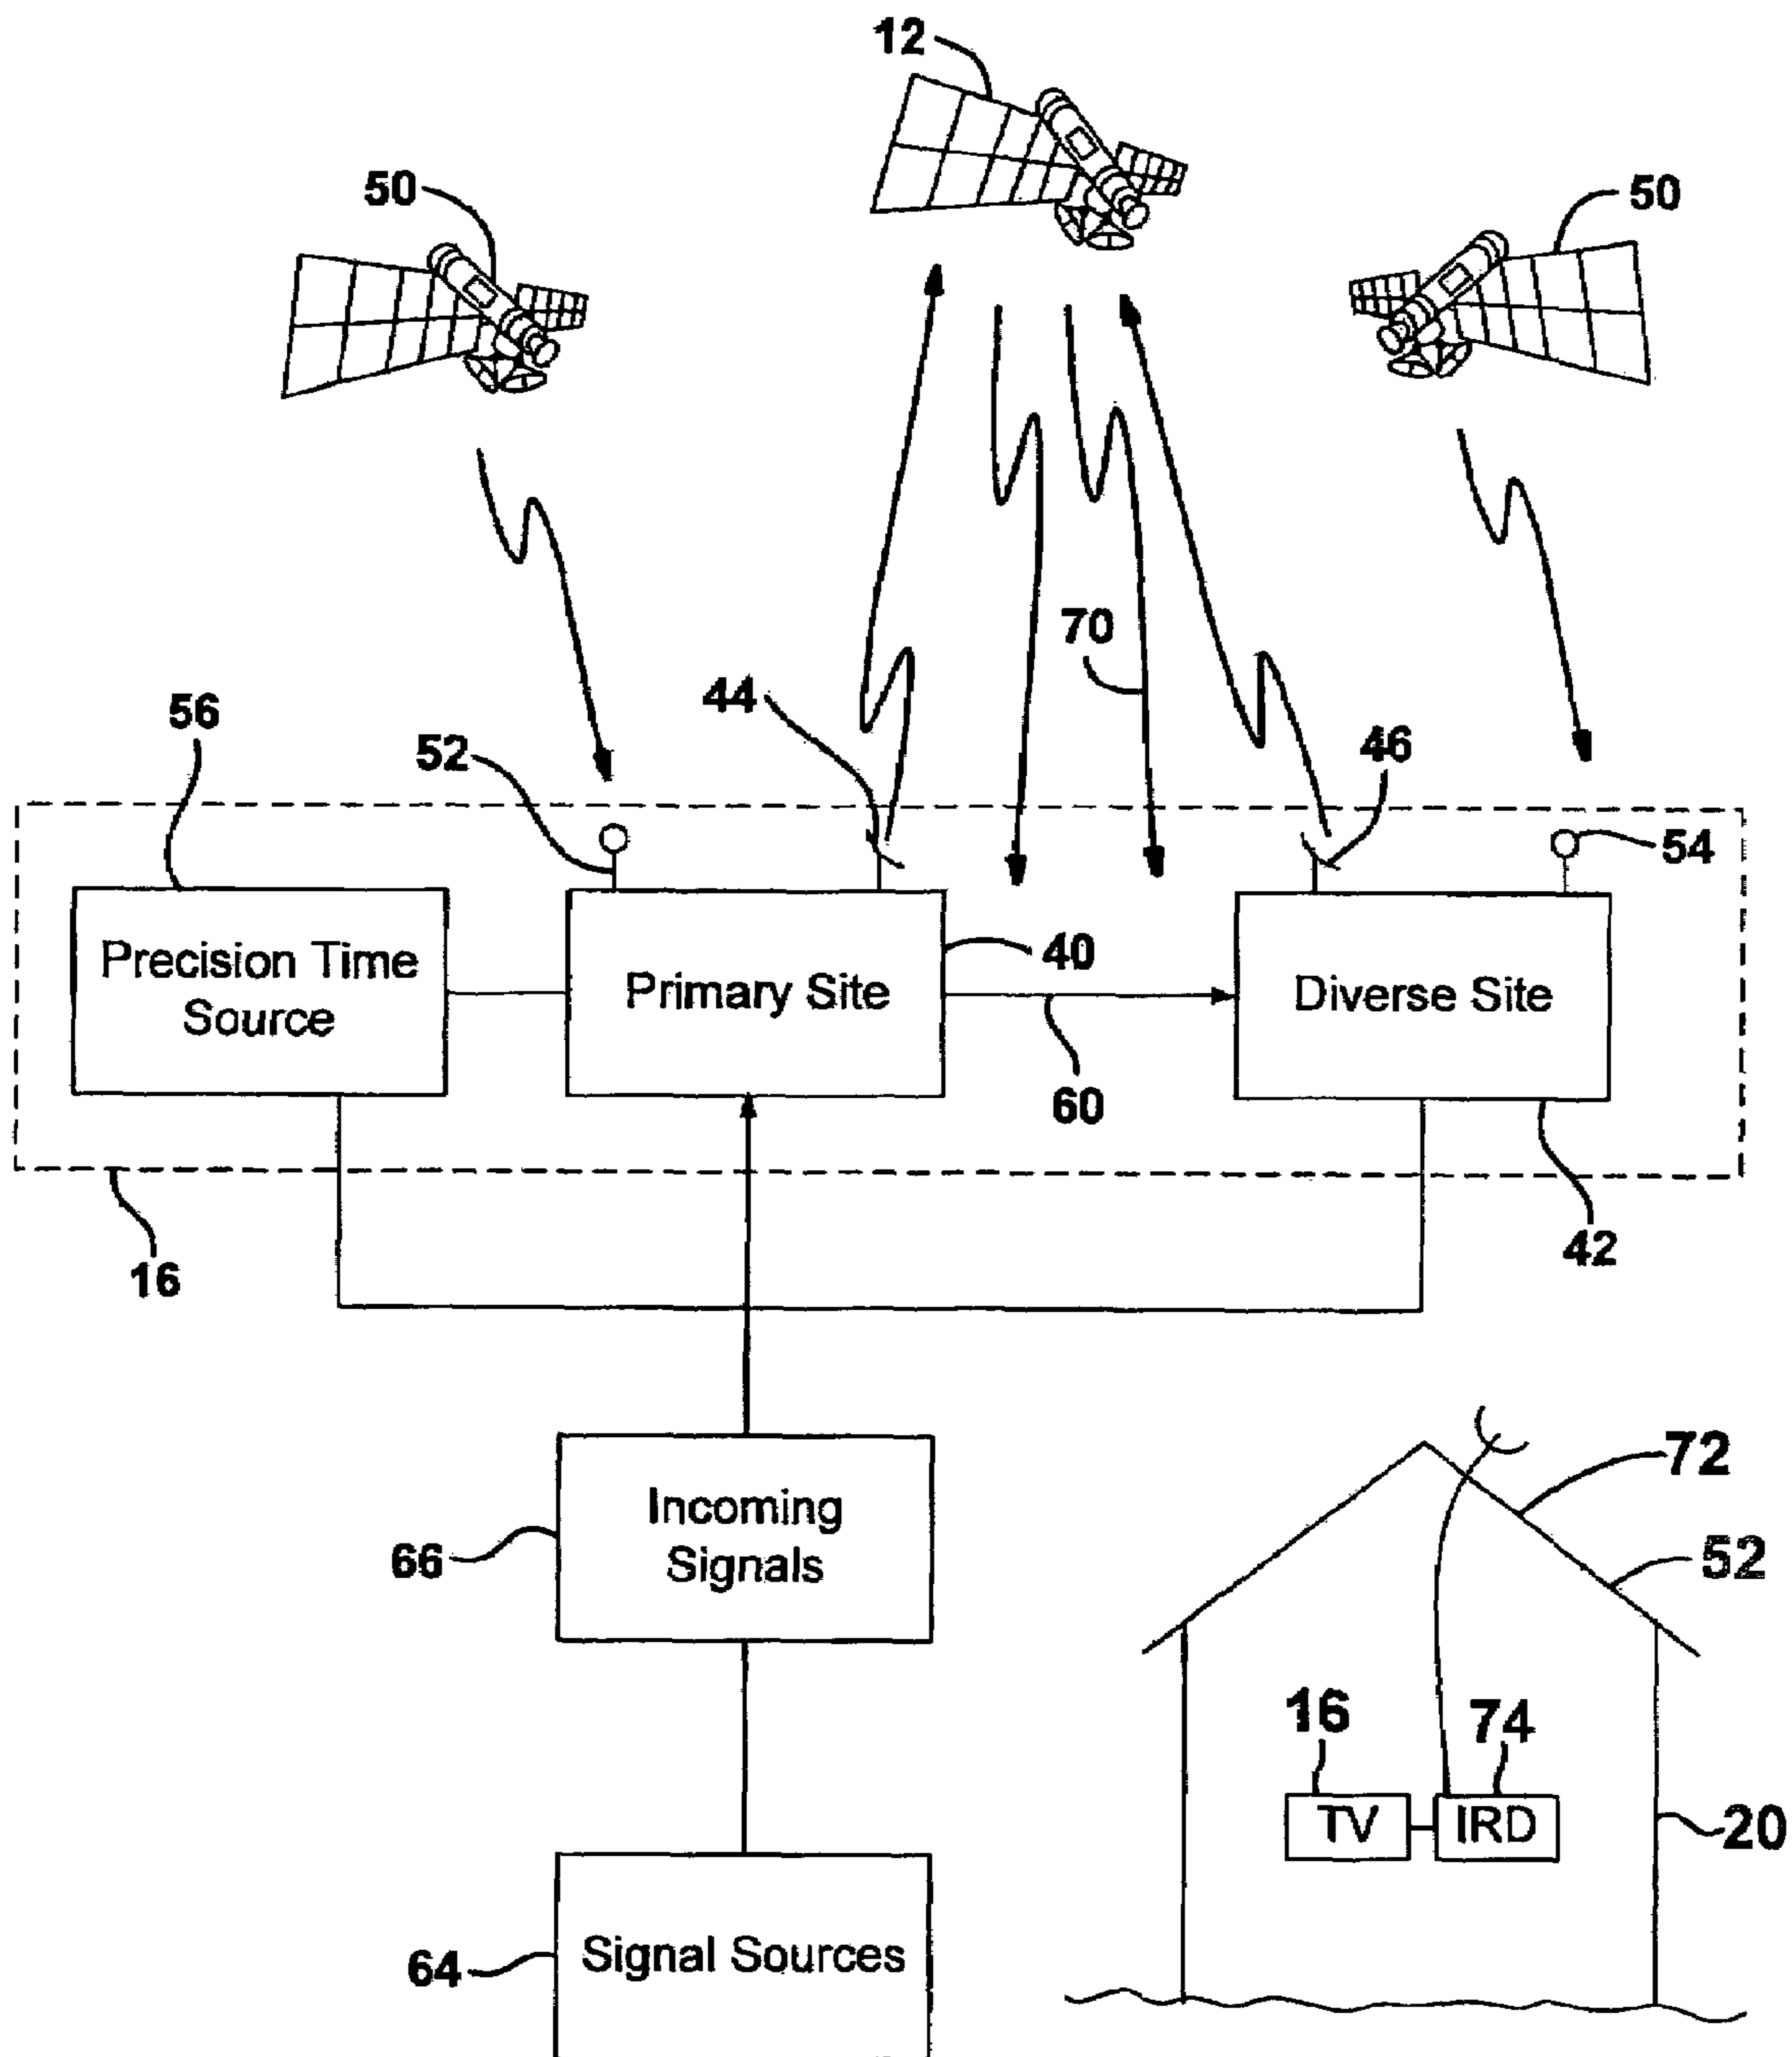 12
50
50
70
44
56
52
46
54
Precision Time
Source
Primary Site
40
Diverse Site
60
16
42
Incoming
Signals
66
72
52
16
74
TV
IRD
20
Signal Sources
64